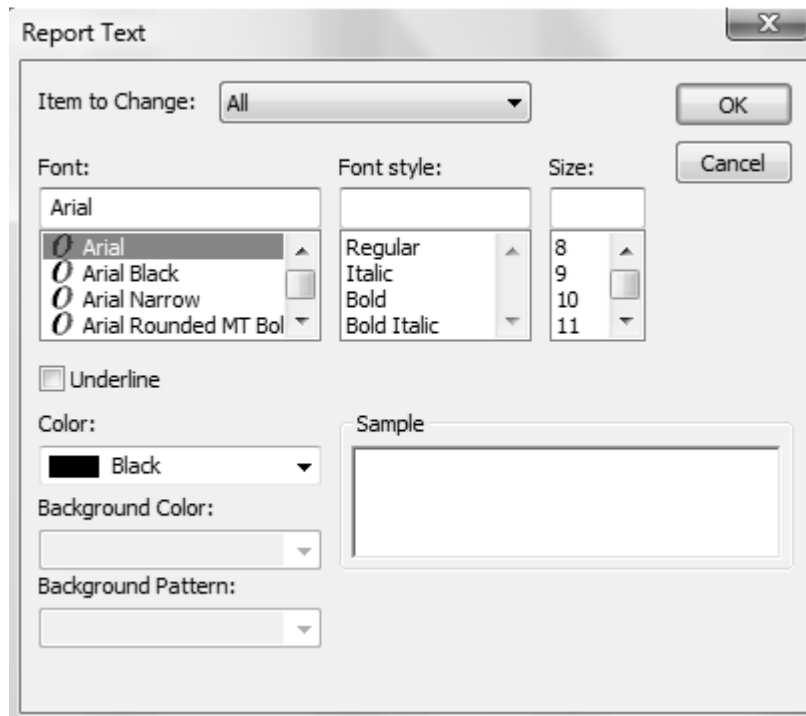 Report Text
Item to Change: All
OK
Cancel
Font:
Font style:
Size:
Arial
Arial
Arial Black
Arial Narrow
Arial Rounded MT Bol
Regular
Italic
Bold
Bold Italic
8
9
10
11
Underline
Color:
Black
Sample
Background Color:
Background Pattern: